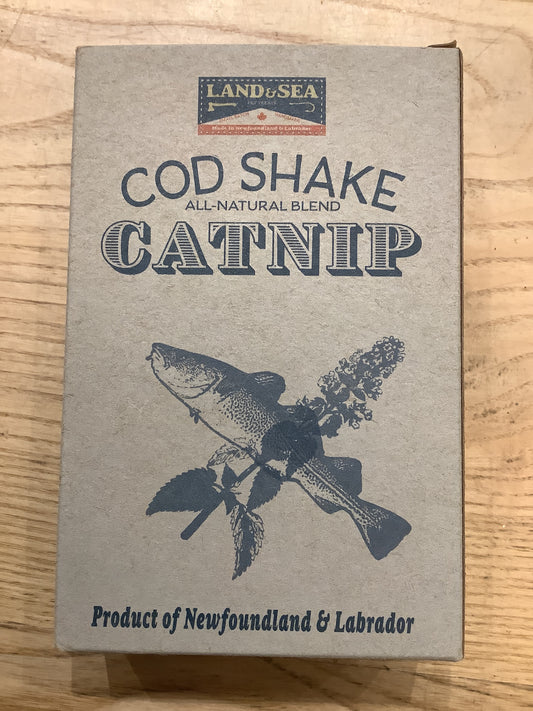 LAND & SEA
Made in Newfoundland & Labrador
COD SHAKE
ALL-NATURAL BLEND
CATNIP
Product of Newfoundland & Labrador